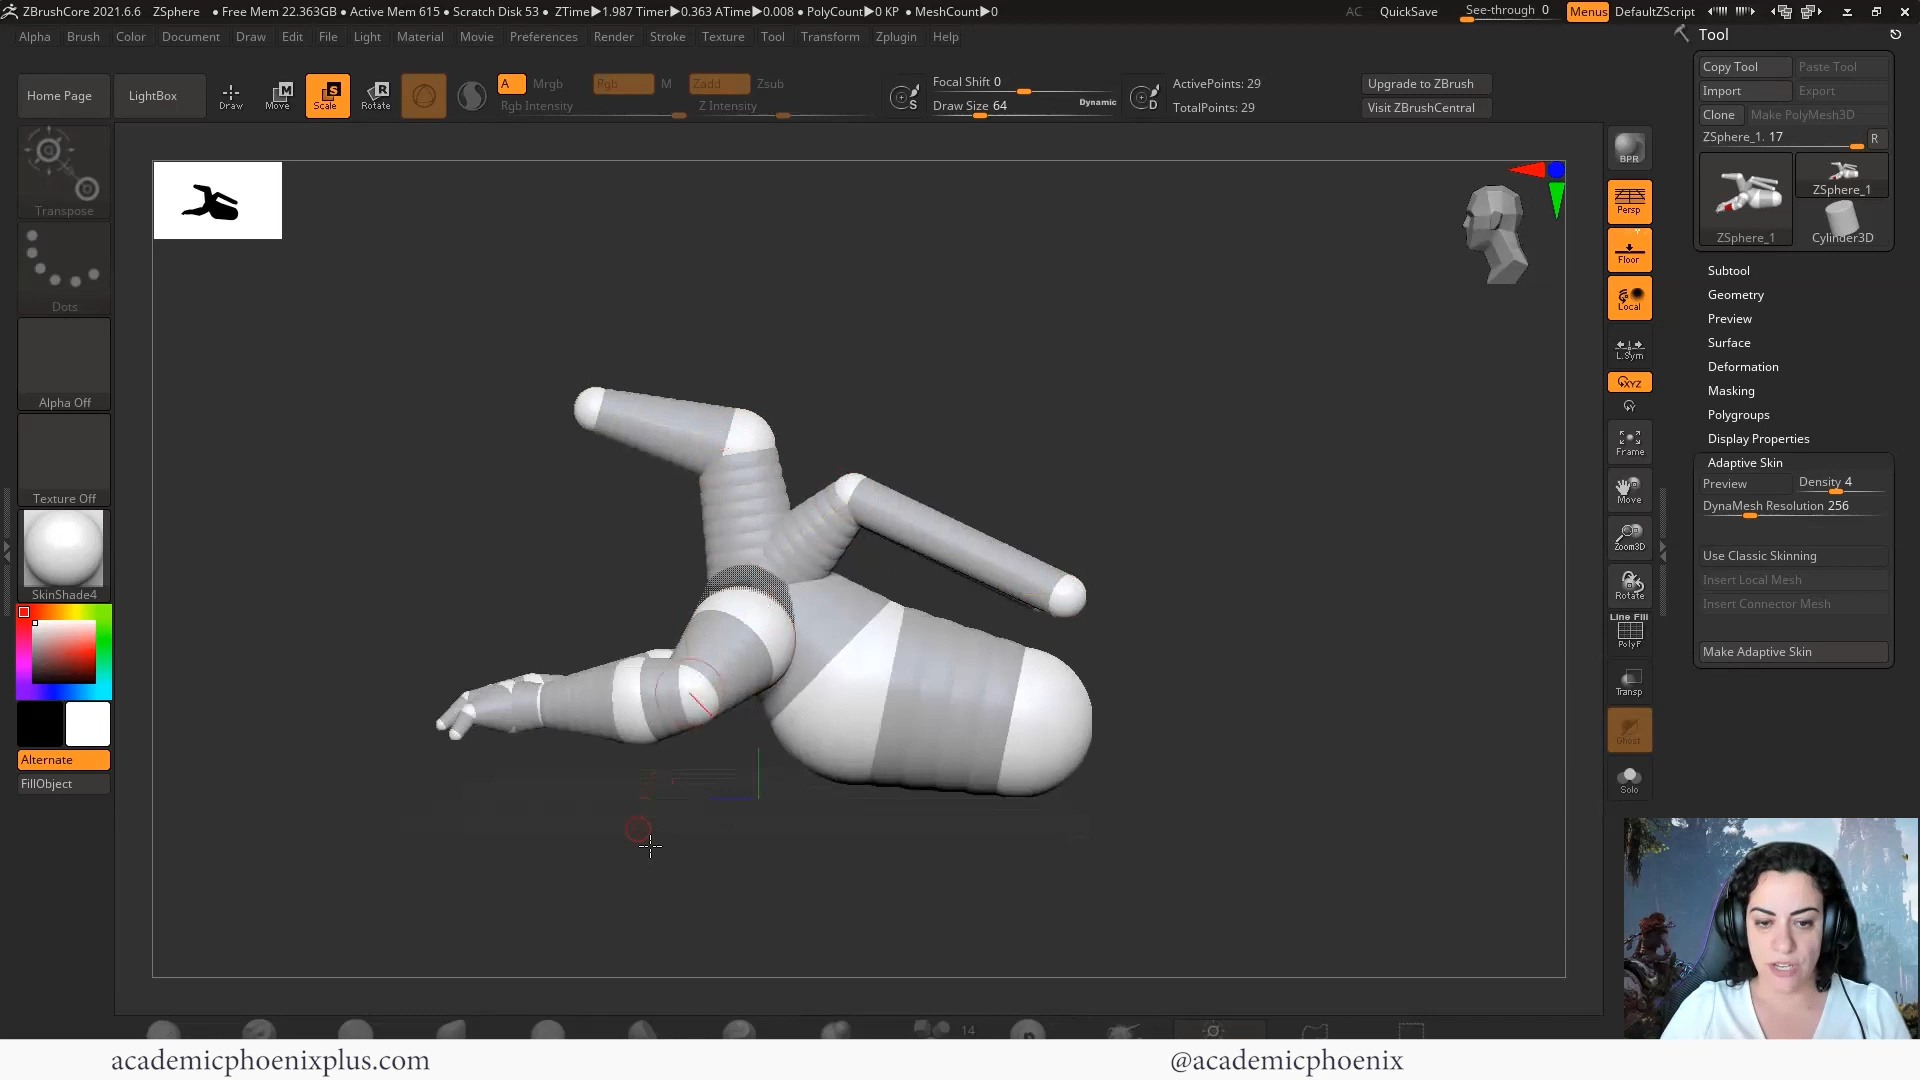 ZBrushCore 2021.6.6 ZSphere • Free Mem 22.363GB • Active Mem 615 • Scratch Disk 53 • ZTime▶1.987 Timer▶0.363 ATime▶0.008 • PolyCount▶0 KP • MeshCount▶0 AC QuickSave See-through 0 Menus DefaultZScript
Alpha Brush Color Document Draw Edit File Light Material Movie Preferences Render Stroke Texture Tool Transform Zplugin Help
Tool
Copy Tool Paste Tool
Import Export
Clone Make PolyMesh3D
ZSphere_1. 17 R
ZSphere_1
ZSphere_1 Cylinder3D
Home Page LightBox Draw Move Scale Rotate
M S R
A Mrgb Rgb M Zadd Zsub
Rgb Intensity Z Intensity
S Focal Shift 0
Draw Size 64 Dynamic D
ActivePoints: 29
TotalPoints: 29
Upgrade to ZBrush
Visit ZBrushCentral
Transpose
Dots
Alpha Off
Texture Off
SkinShade4
Alternate
FillObject
BPR
Persp
Floor
Local
L.Sym
XYZ
Y
Frame
Move
Zoom3D
Rotate
Line Fill
PolyF
Transp
Ghost
Solo
Subtool
Geometry
Preview
Surface
Deformation
Masking
Polygroups
Display Properties
Adaptive Skin
Preview Density 4
DynaMesh Resolution 256
Use Classic Skinning
Insert Local Mesh
Insert Connector Mesh
Make Adaptive Skin
14
academicphoenixplus.com @academicphoenix